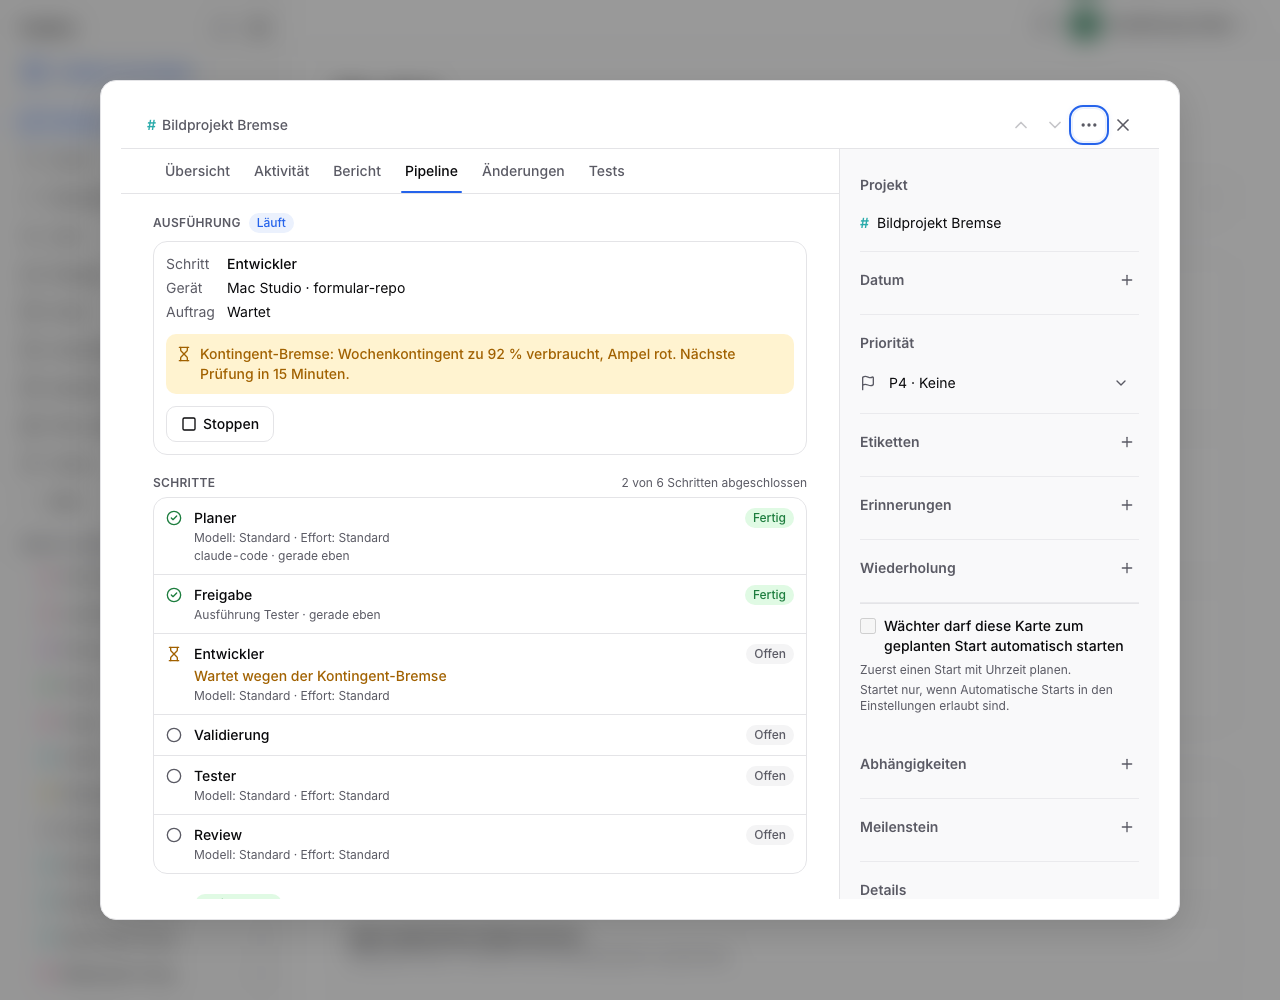 # Bildprojekt Bremse
Übersicht Aktivität Bericht Pipeline Änderungen Tests
AUSFÜHRUNG Läuft
Schritt Entwickler
Gerät Mac Studio · formular-repo
Auftrag Wartet
Kontingent-Bremse: Wochenkontingent zu 92 % verbraucht, Ampel rot. Nächste
Prüfung in 15 Minuten.
Stoppen
SCHRITTE 2 von 6 Schritten abgeschlossen
Planer Fertig
Modell: Standard · Effort: Standard
claude-code · gerade eben
Freigabe Fertig
Ausführung Tester · gerade eben
Entwickler Offen
Wartet wegen der Kontingent-Bremse
Modell: Standard · Effort: Standard
Validierung Offen
Tester Offen
Modell: Standard · Effort: Standard
Review Offen
Modell: Standard · Effort: Standard
Projekt
# Bildprojekt Bremse
Datum
Priorität
P4 · Keine
Etiketten
Erinnerungen
Wiederholung
Wächter darf diese Karte zum
geplanten Start automatisch starten
Zuerst einen Start mit Uhrzeit planen.
Startet nur, wenn Automatische Starts in den
Einstellungen erlaubt sind.
Abhängigkeiten
Meilenstein
Details